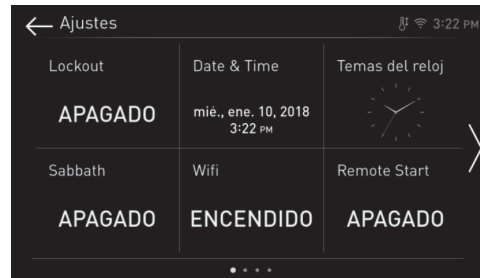 Ajustes
3:22 PM
Lockout
Date & Time
Temas del reloj
APAGADO
mié., ene. 10, 2018
3:22 PM
Sabbath
Wifi
Remote Start
APAGADO
ENCENDIDO
APAGADO